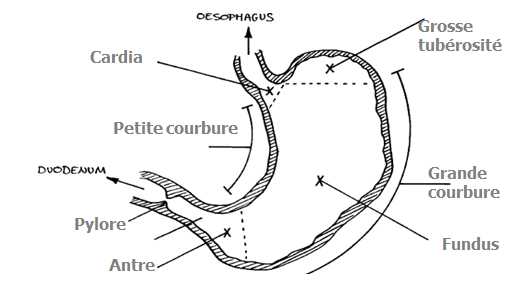 OESOPHAGUS
Grosse
tubérosité
Cardia
Petite courbure
DUODENUM
Grande
courbure
Pylore
Fundus
Antre